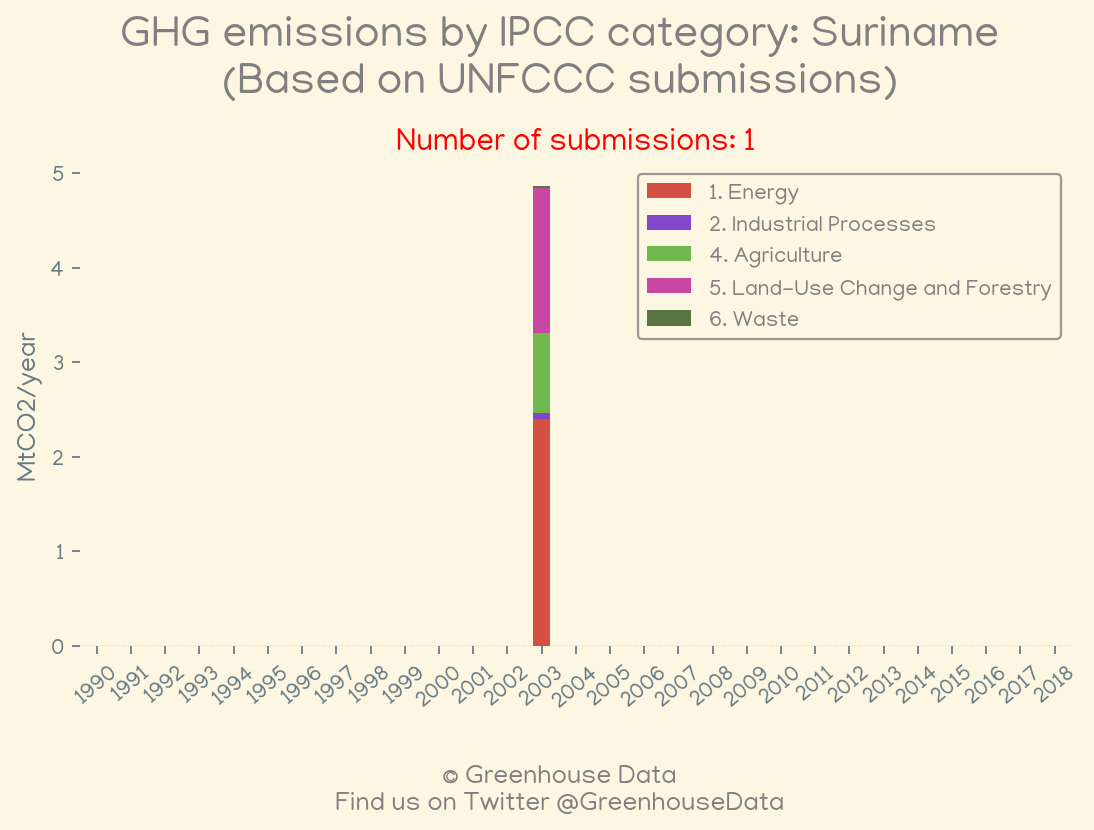 GHG emissions by IPCC category: Suriname
(Based on UNFCCC submissions)
Number of submissions: 1
5
4
3
2
1
0
MtCO2/year
1. Energy
2. Industrial Processes
4. Agriculture
5. Land-Use Change and Forestry
6. Waste
1990 1991 1992 1993 1994 1995 1996 1997 1998 1999 2000 2001 2002 2003 2004 2005 2006 2007 2008 2009 2010 2011 2012 2013 2014 2015 2016 2017 2018
© Greenhouse Data
Find us on Twitter @GreenhouseData